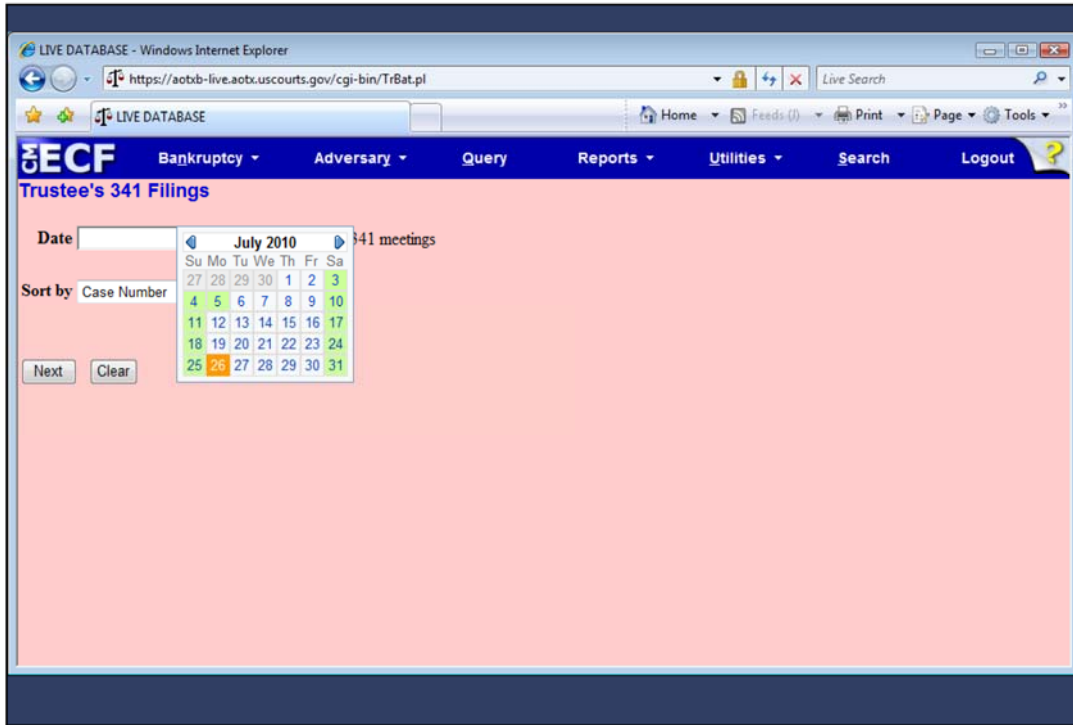 LIVE DATABASE - Windows Internet Explorer
https://aotxb-live.aotx.uscourts.gov/cgi-bin/TrBat.pl Live Search
LIVE DATABASE Home Feeds (J) Print Page Tools
CM ECF Bankruptcy Adversary Query Reports Utilities Search Logout ?
Trustee's 341 Filings
Date 341 meetings
July 2010
Su Mo Tu We Th Fr Sa
27 28 29 30 1 2 3
Sort by Case Number
4 5 6 7 8 9 10
11 12 13 14 15 16 17
18 19 20 21 22 23 24
Next Clear
25 26 27 28 29 30 31